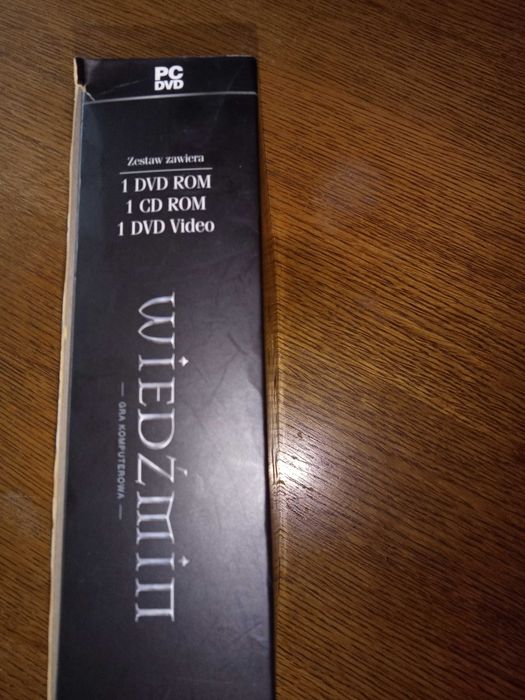 PC
DVD
Zestaw zawiera
1 DVD ROM
1 CD ROM
1 DVD Video
WIEDŹMIN
— GRA KOMPUTEROWA —